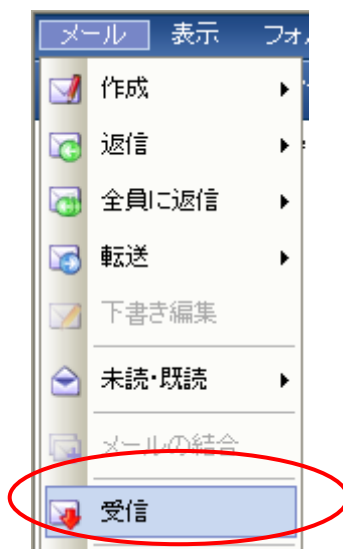 メール 表示 フォ
作成
返信
全員に返信
転送
下書き編集
未読・既読
メールの結合
受信